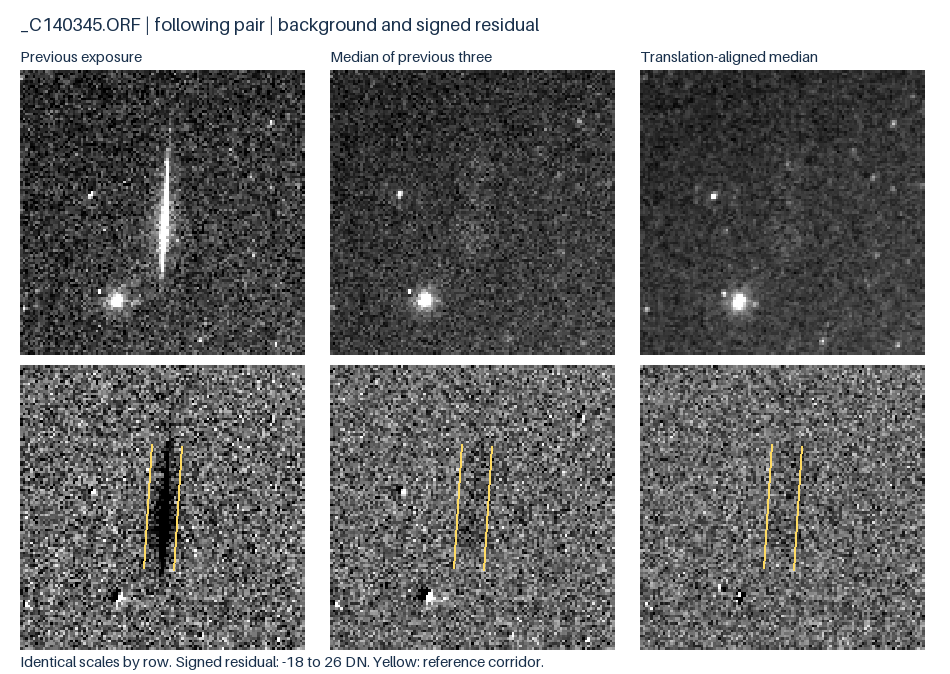 _C140345.ORF | following pair | background and signed residual
Previous exposure
Median of previous three
Translation-aligned median
Identical scales by row. Signed residual: -18 to 26 DN. Yellow: reference corridor.